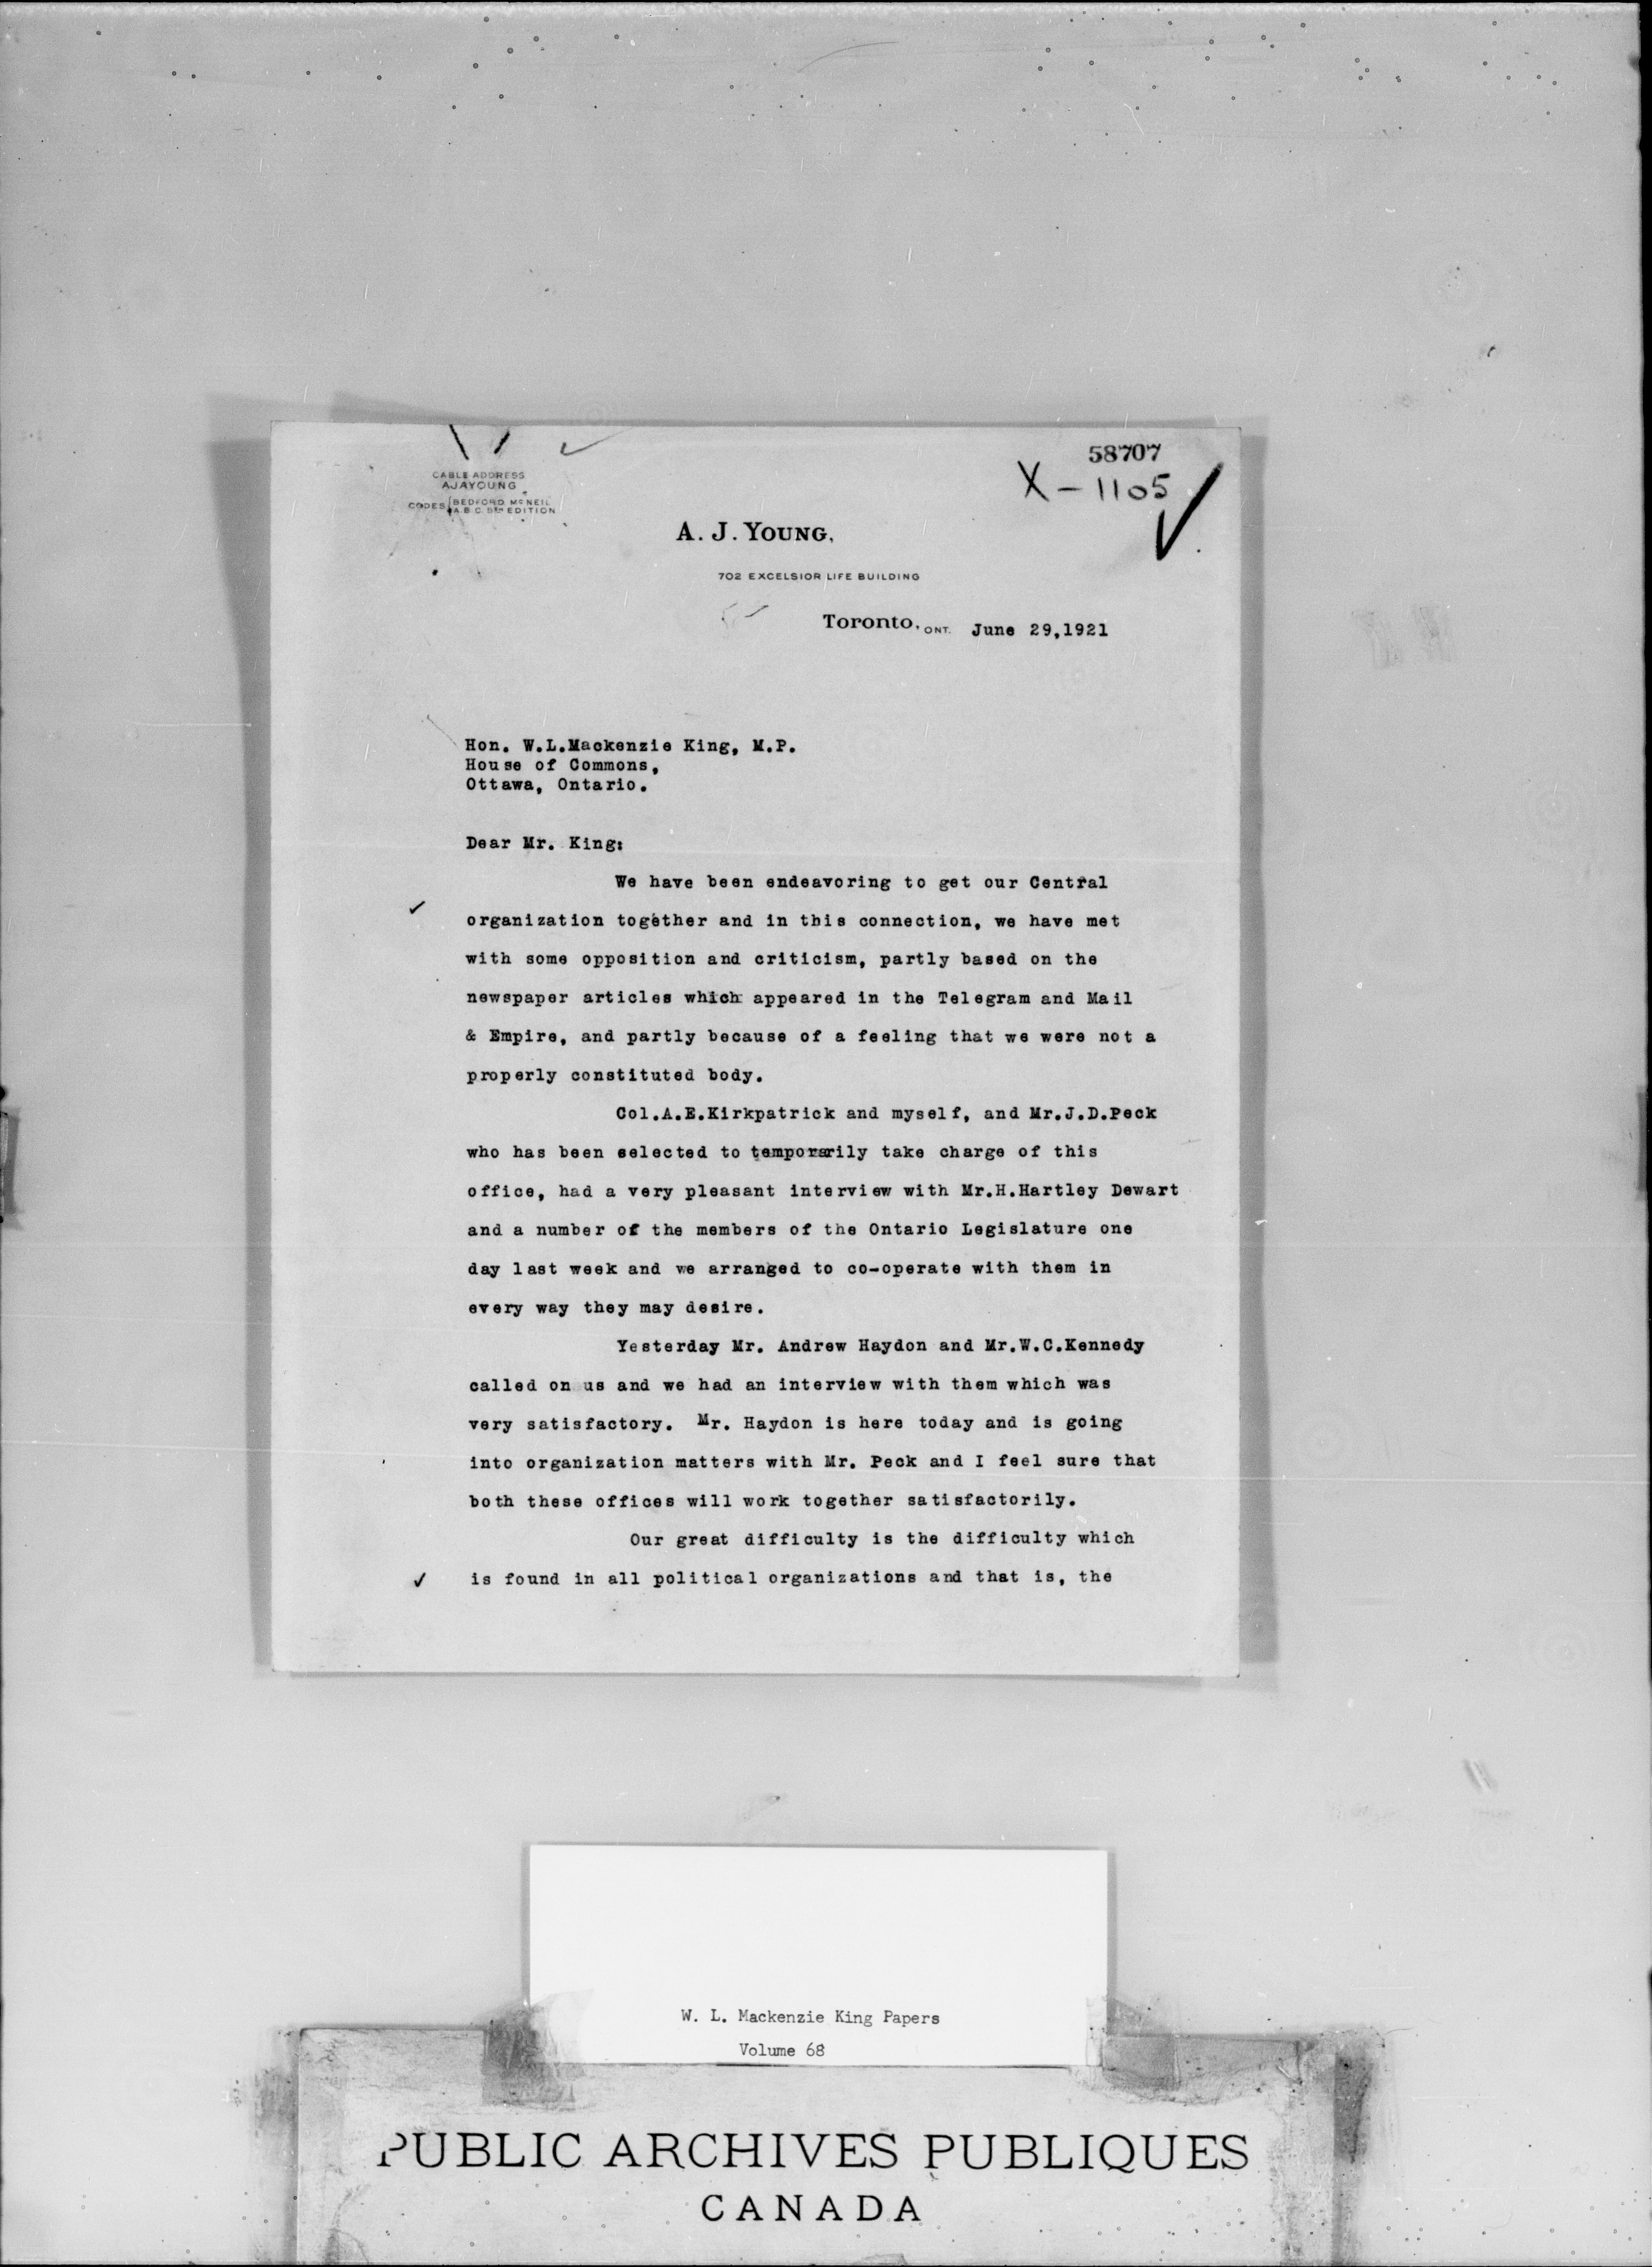 58707
X - 1105
CABLE ADDRESS
AJAYOUNG
CODES BEDFORD MCNEIL
A.B.C. 5TH EDITION
A. J. YOUNG,
702 EXCELSIOR LIFE BUILDING
Toronto, ONT. June 29,1921
Hon. W.L.Mackenzie King, M.P.
House of Commons,
Ottawa, Ontario.
Dear Mr. King:
We have been endeavoring to get our Central
organization together and in this connection, we have met
with some opposition and criticism, partly based on the
newspaper articles which appeared in the Telegram and Mail
& Empire, and partly because of a feeling that we were not a
properly constituted body.
Col.A.E.Kirkpatrick and myself, and Mr.J.D.Peck
who has been selected to temporarily take charge of this
office, had a very pleasant interview with Mr.H.Hartley Dewart
and a number of the members of the Ontario Legislature one
day last week and we arranged to co-operate with them in
every way they may desire.
Yesterday Mr. Andrew Haydon and Mr.W.C.Kennedy
called on us and we had an interview with them which was
very satisfactory. Mr. Haydon is here today and is going
into organization matters with Mr. Peck and I feel sure that
both these offices will work together satisfactorily.
Our great difficulty is the difficulty which
is found in all political organizations and that is, the
W. L. Mackenzie King Papers
Volume 68
PUBLIC ARCHIVES PUBLIQUES
CANADA